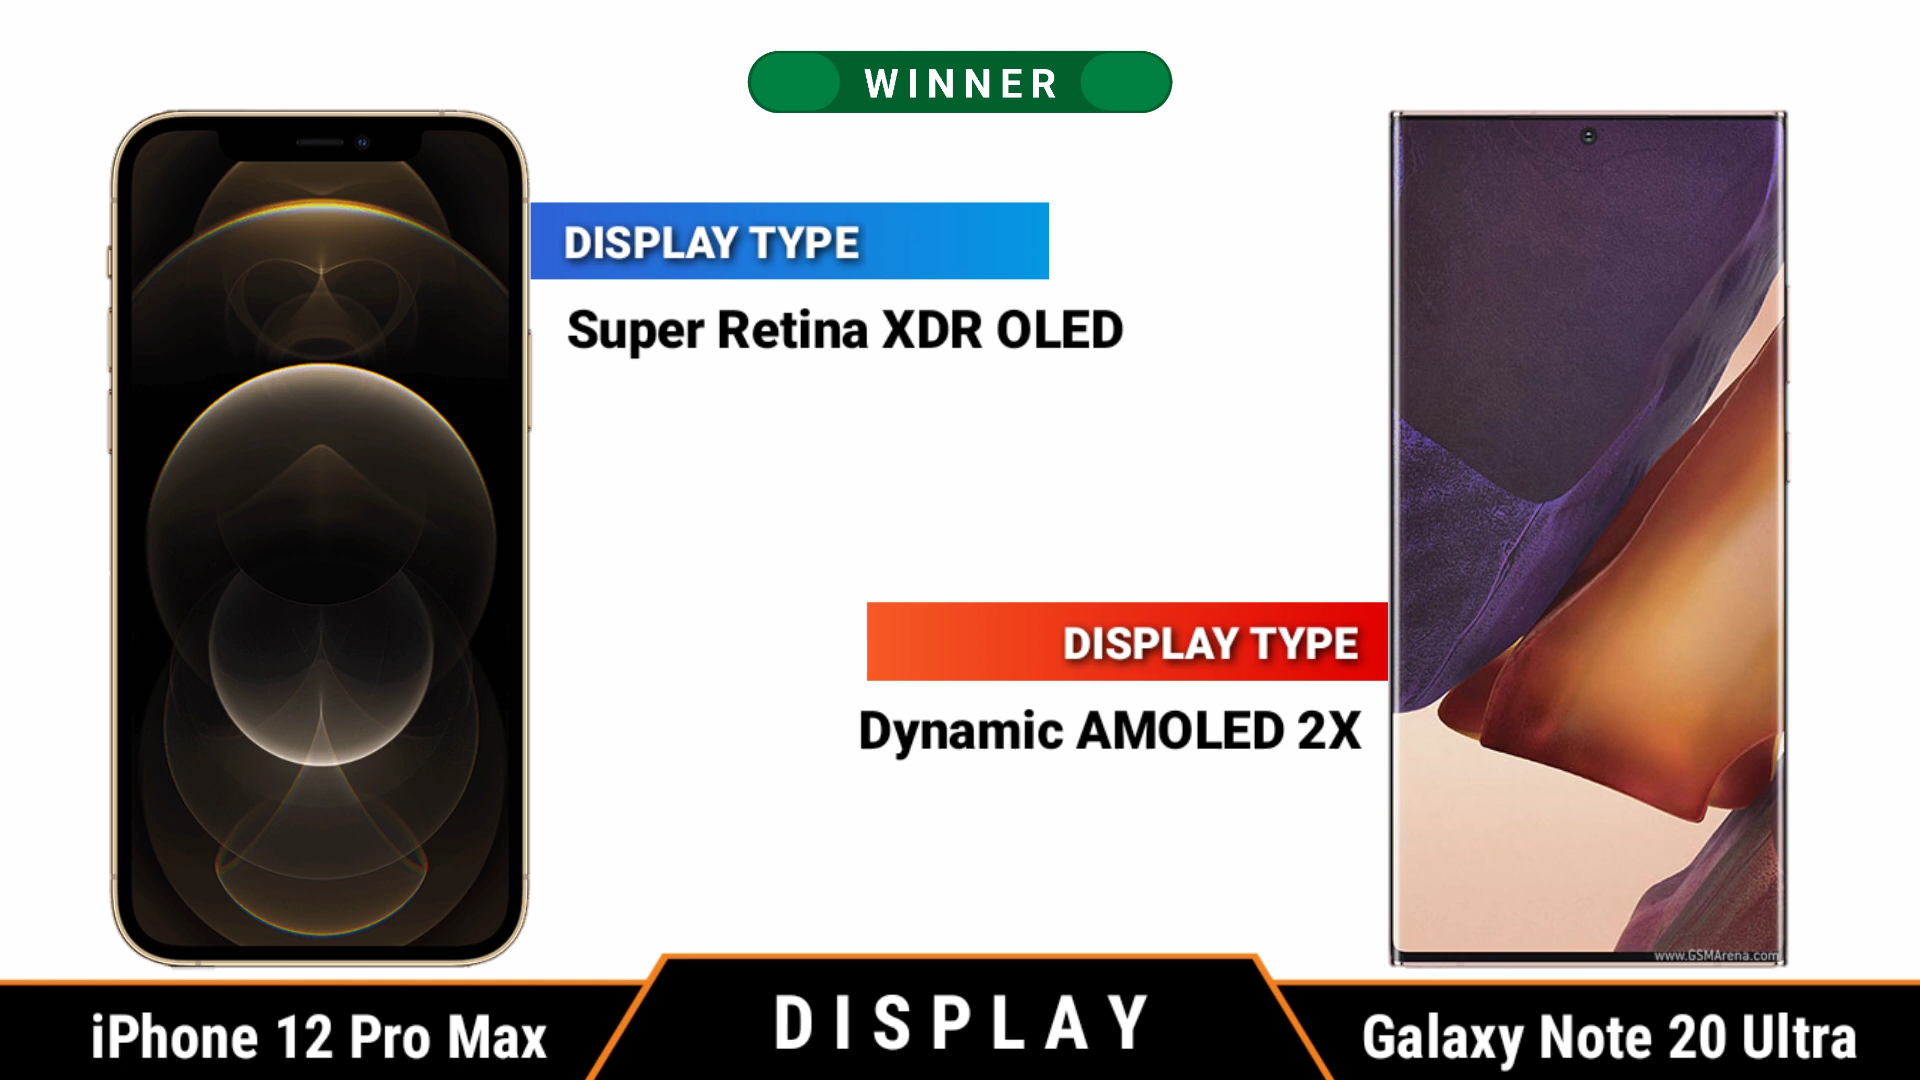 WINNER
DISPLAY TYPE
Super Retina XDR OLED
DISPLAY TYPE
Dynamic AMOLED 2X
www.GSMArena.com
iPhone 12 Pro Max
DISPLAY
Galaxy Note 20 Ultra